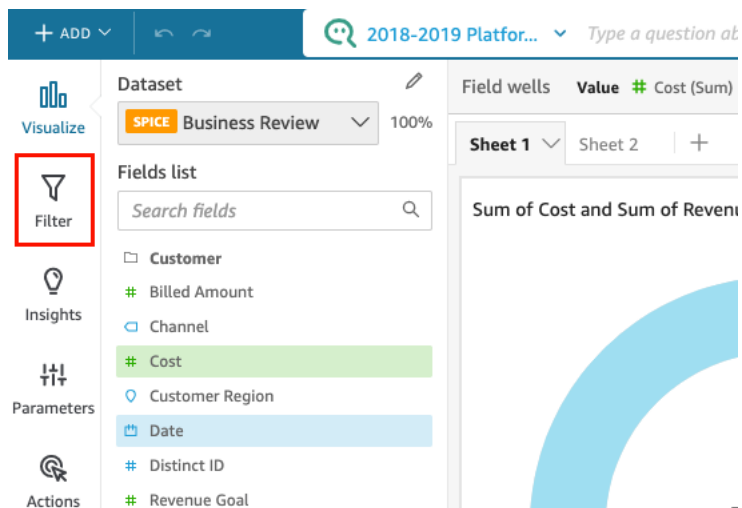 ADD
2018-2019 Platfor...
Type a question ab
Visualize
Filter
Insights
Parameters
Actions
Dataset
SPICE Business Review
100%
Fields list
Search fields
Customer
# Billed Amount
Channel
# Cost
Customer Region
Date
# Distinct ID
# Revenue Goal
Field wells Value # Cost (Sum)
Sheet 1
Sheet 2
Sum of Cost and Sum of Revenu